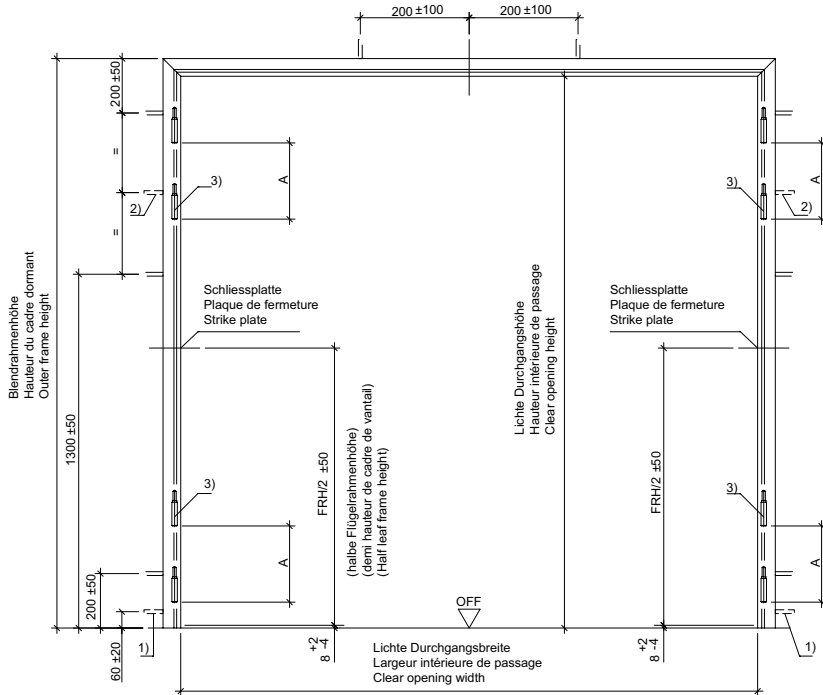 200 ±100
200 ±100
200 ±50
=
2)
=
3)
A
3)
A
2)
Blendrahmenhöhe
Hauteur du cadre dormant
Outer frame height
1300 ±50
Schliessplatte
Plaque de fermeture
Strike plate
Lichte Durchgangshöhe
Hauteur intérieure de passage
Clear opening height
Schliessplatte
Plaque de fermeture
Strike plate
FRH/2 ±50
(halbe Flügelrahmenhöhe)
(demi hauteur de cadre de vantail)
(Half leaf frame height)
FRH/2 ±50
3)
A
3)
A
200 ±50
60 ±20
1)
OFF
1)
+2
8 -4
Lichte Durchgangsbreite
Largeur intérieure de passage
Clear opening width
+2
8 -4